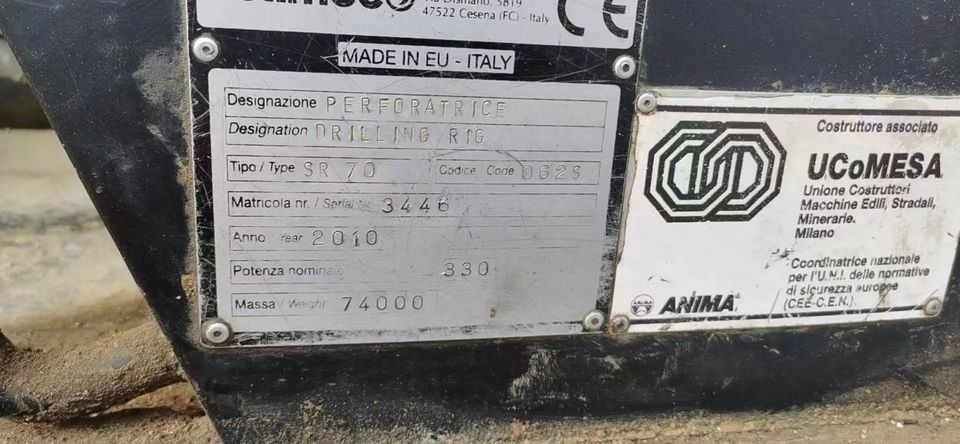 47522 Cesena (FC) - Italy
CE
MADE IN EU - ITALY
Designazione PERFORATRICE
Designation DRILLING RIG
Tipo / Type SR 70 Codice / Code 062S
Matricola nr. / Serial nr. 3446
Anno Year 2010
Potenza nominale 330
Massa / Weight 74000
Costruttore associato
UCoMESA
Unione Costruttori
Macchine Edili, Stradali,
Minerarie.
Milano
Coordinatrice nazionale
per l'U.N.I. delle normative
di sicurezza europee
(CEE-C.E.N.)
ANIMA